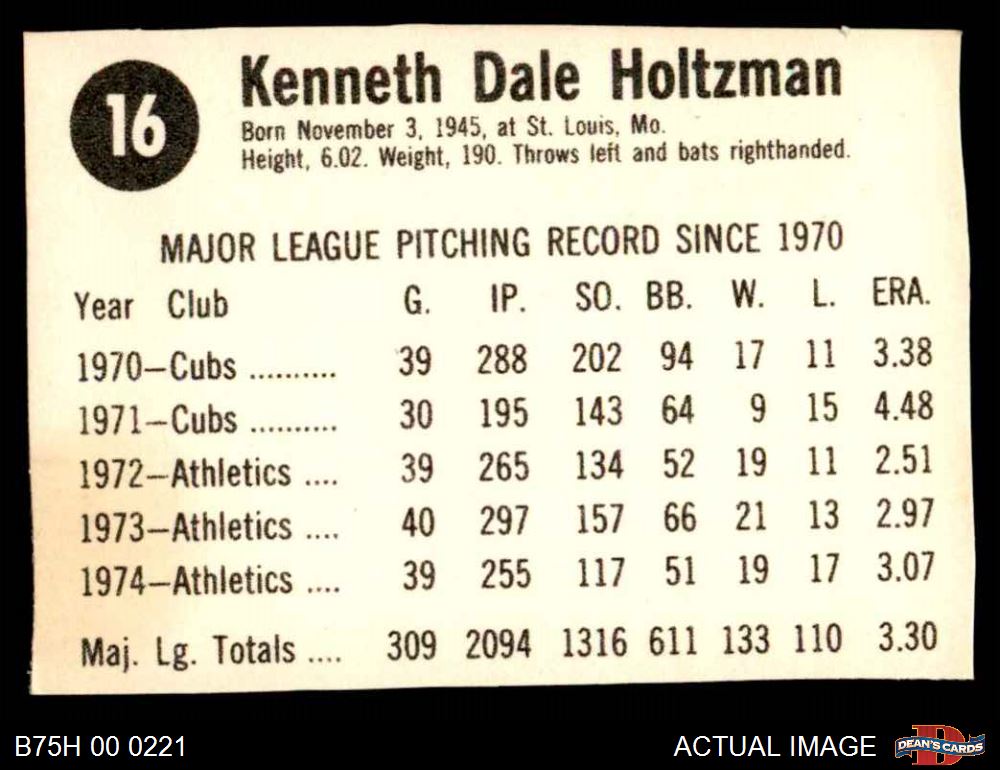 16
Kenneth Dale Holtzman
Born November 3, 1945, at St. Louis, Mo.
Height, 6.02. Weight, 190. Throws left and bats righthanded.
MAJOR LEAGUE PITCHING RECORD SINCE 1970
Year Club G. IP. SO. BB. W. L. ERA.
1970—Cubs .......... 39 288 202 94 17 11 3.38
1971—Cubs .......... 30 195 143 64 9 15 4.48
1972—Athletics .... 39 265 134 52 19 11 2.51
1973—Athletics .... 40 297 157 66 21 13 2.97
1974—Athletics .... 39 255 117 51 19 17 3.07
Maj. Lg. Totals .... 309 2094 1316 611 133 110 3.30
B75H 00 0221
ACTUAL IMAGE
D
DEAN'S CARDS